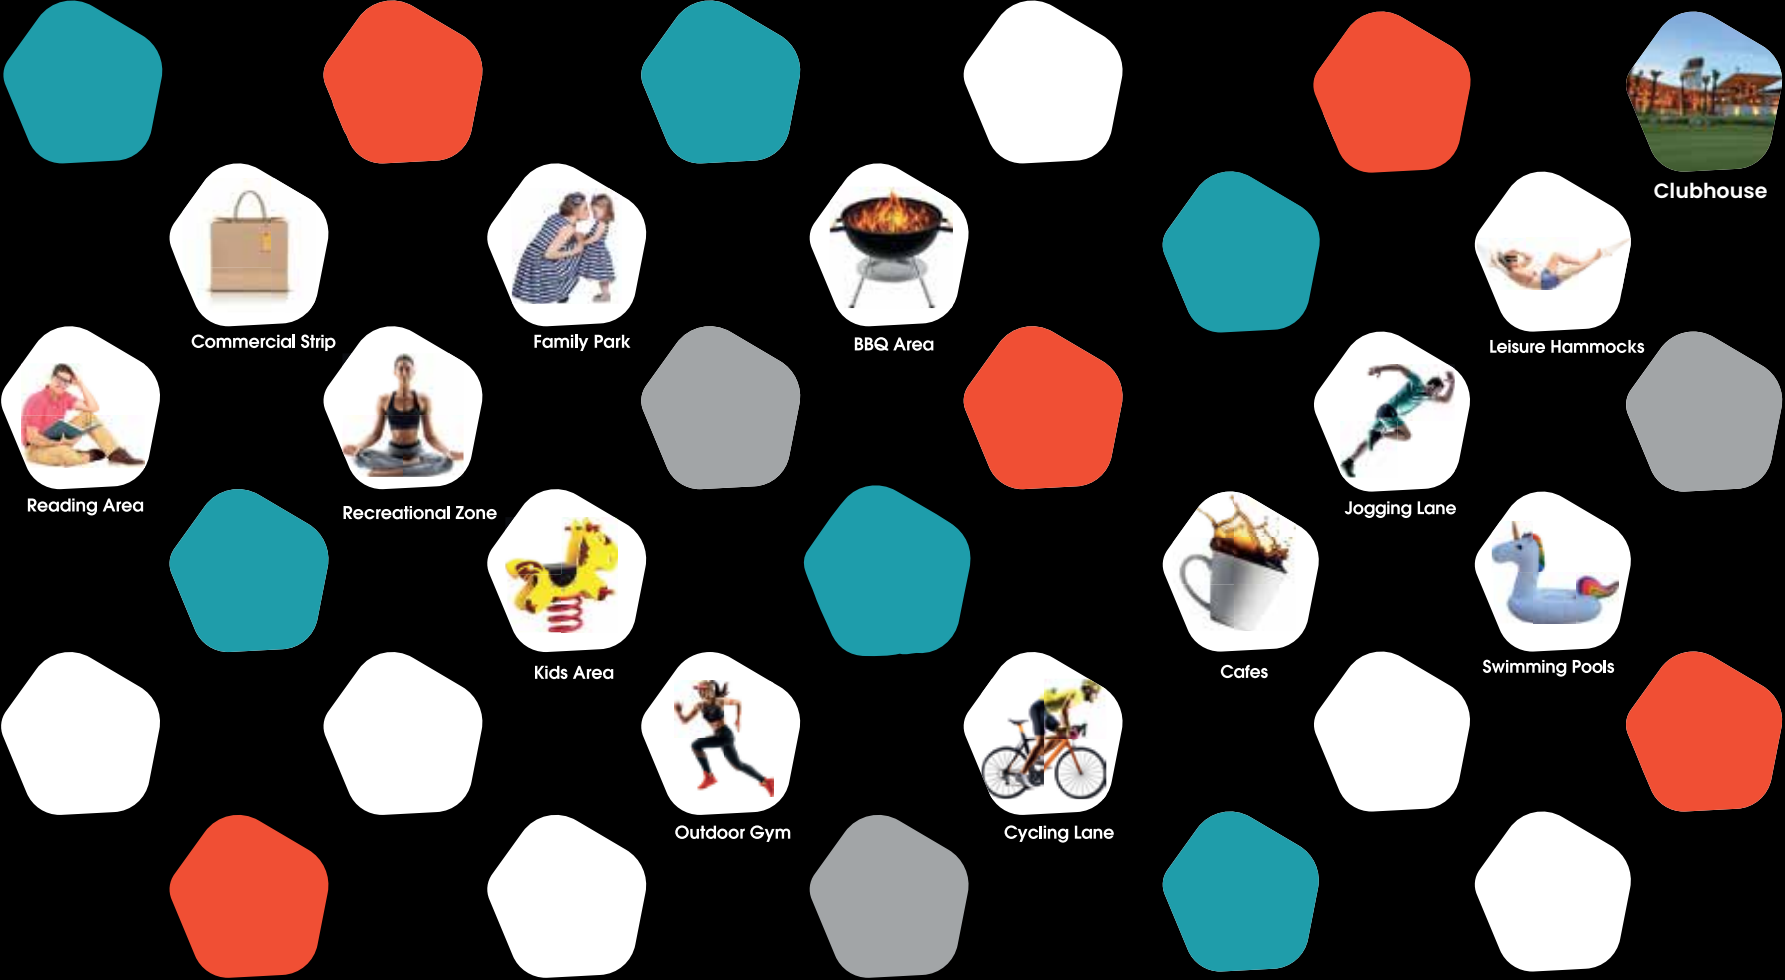 Clubhouse
Commercial Strip
Family Park
BBQ Area
Leisure Hammocks
Reading Area
Recreational Zone
Jogging Lane
Kids Area
Cafes
Swimming Pools
Outdoor Gym
Cycling Lane